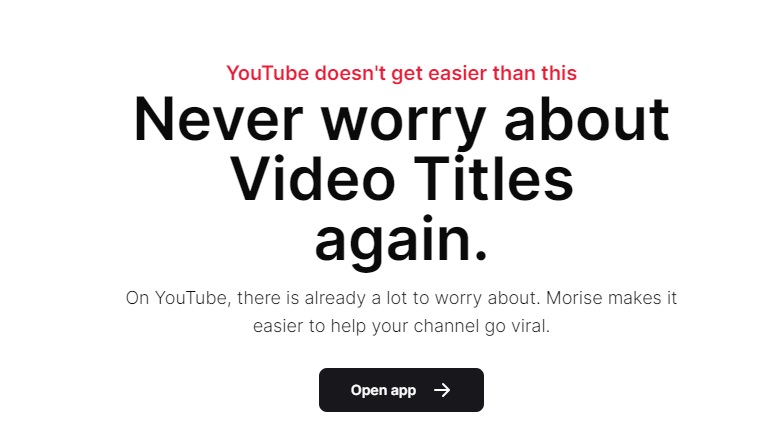 YouTube doesn't get easier than this
Never worry about
Video Titles
again.
On YouTube, there is already a lot to worry about. Morise makes it
easier to help your channel go viral.
Open app